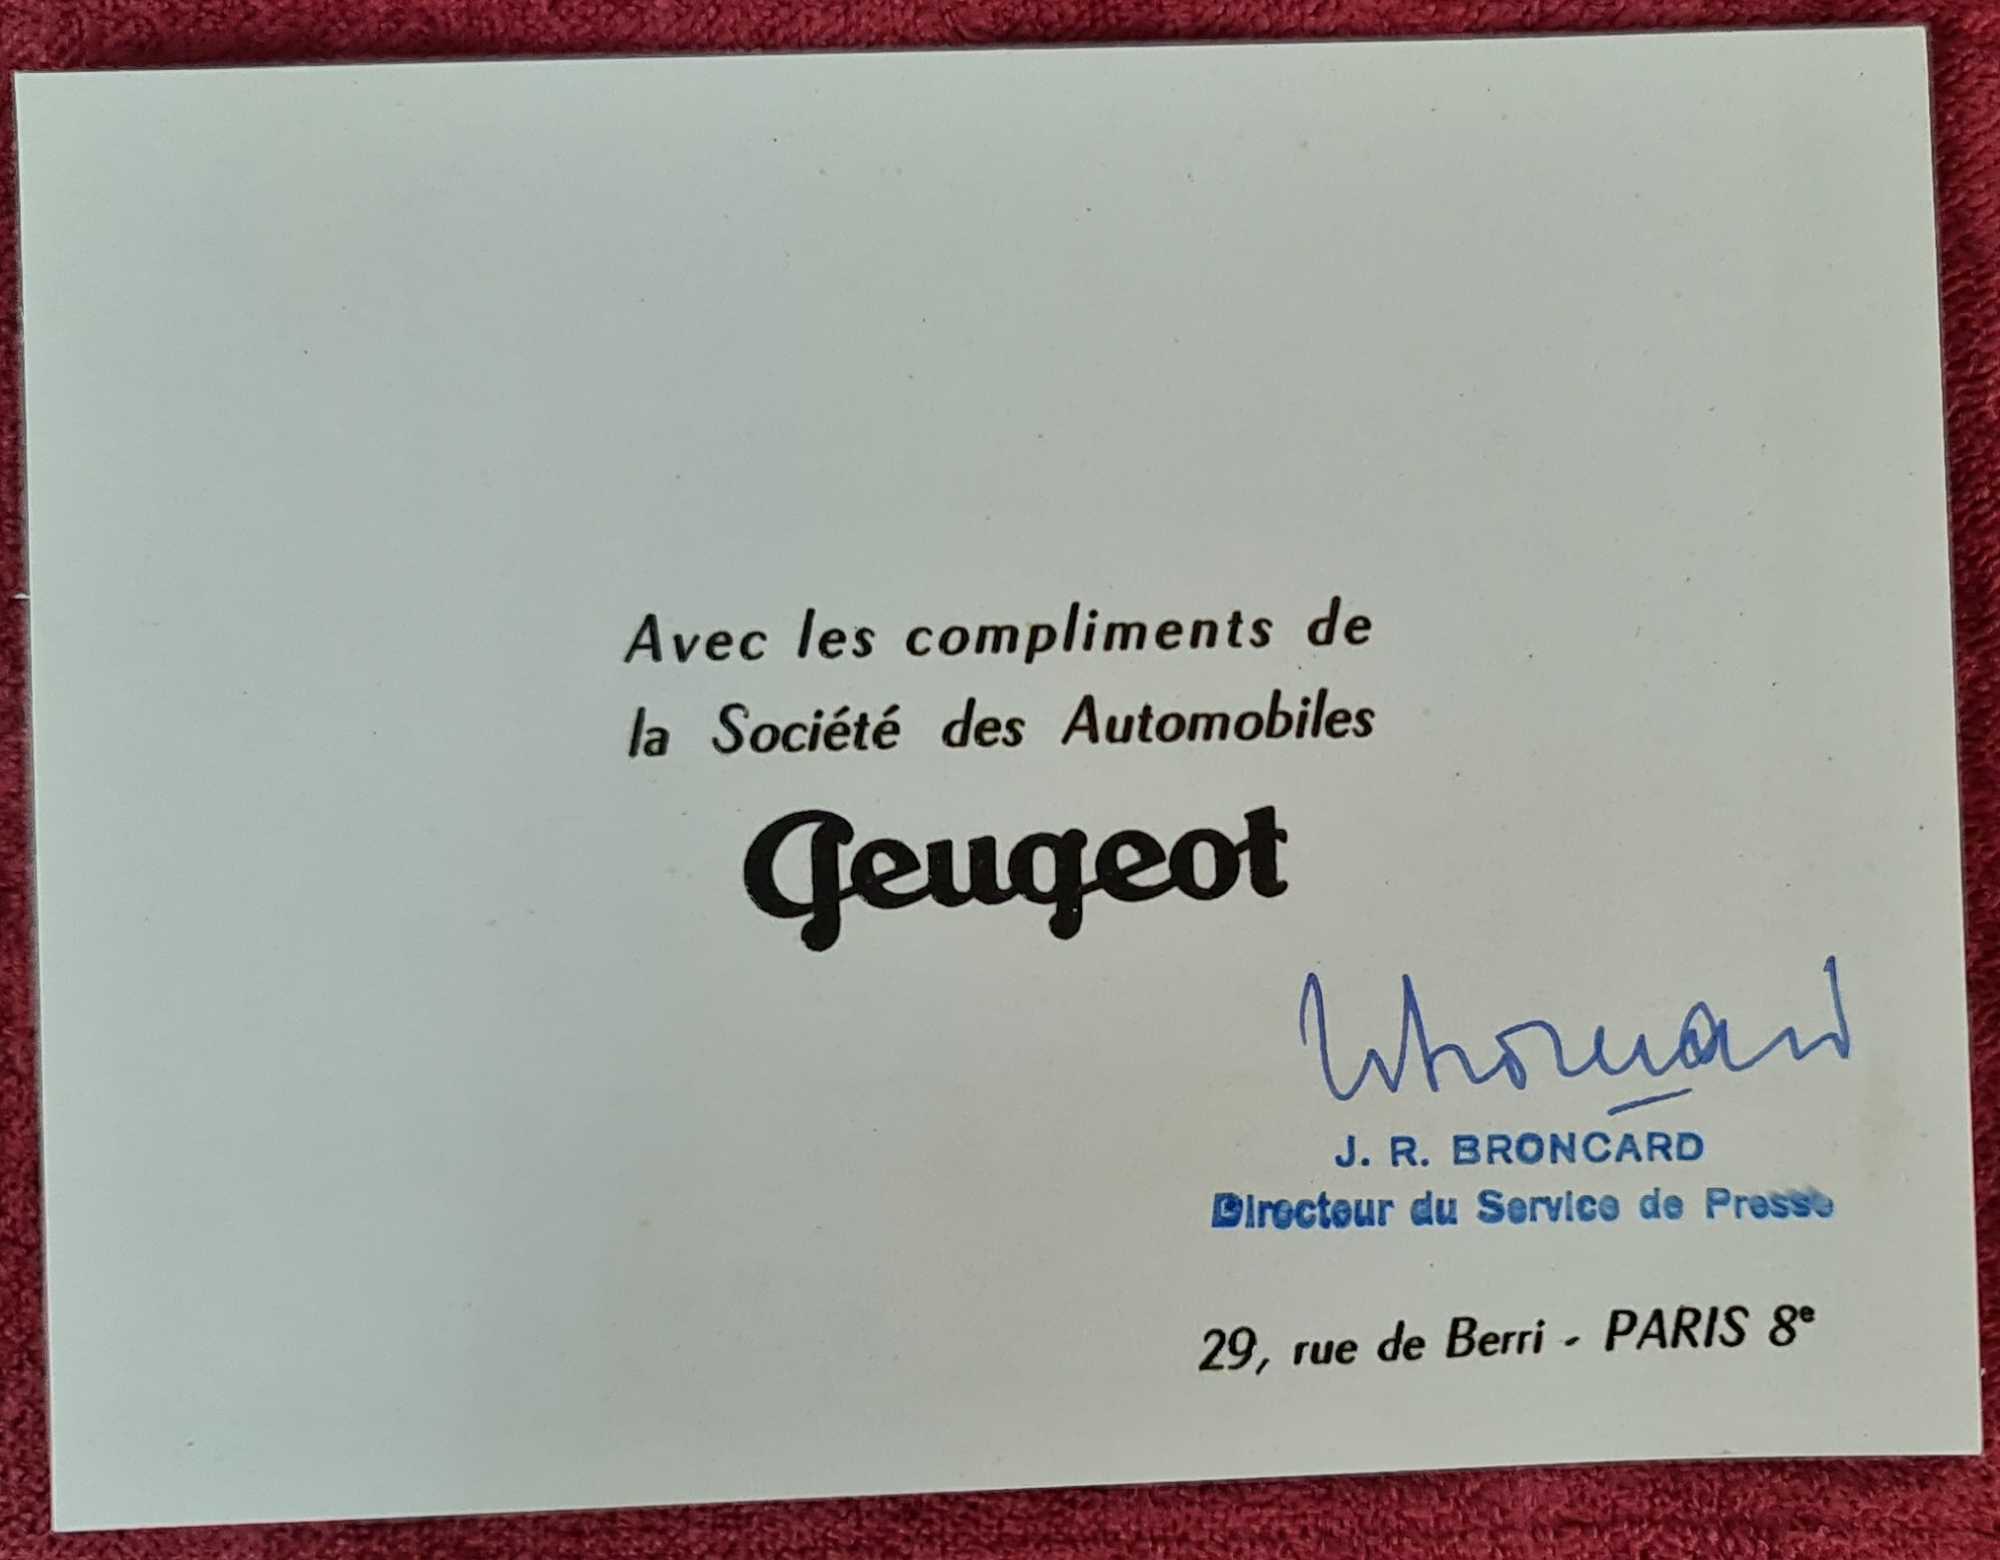 Avec les compliments de
la Société des Automobiles
Peugeot
J. R. BRONCARD
Directeur du Service de Presse
29, rue de Berri - PARIS 8e